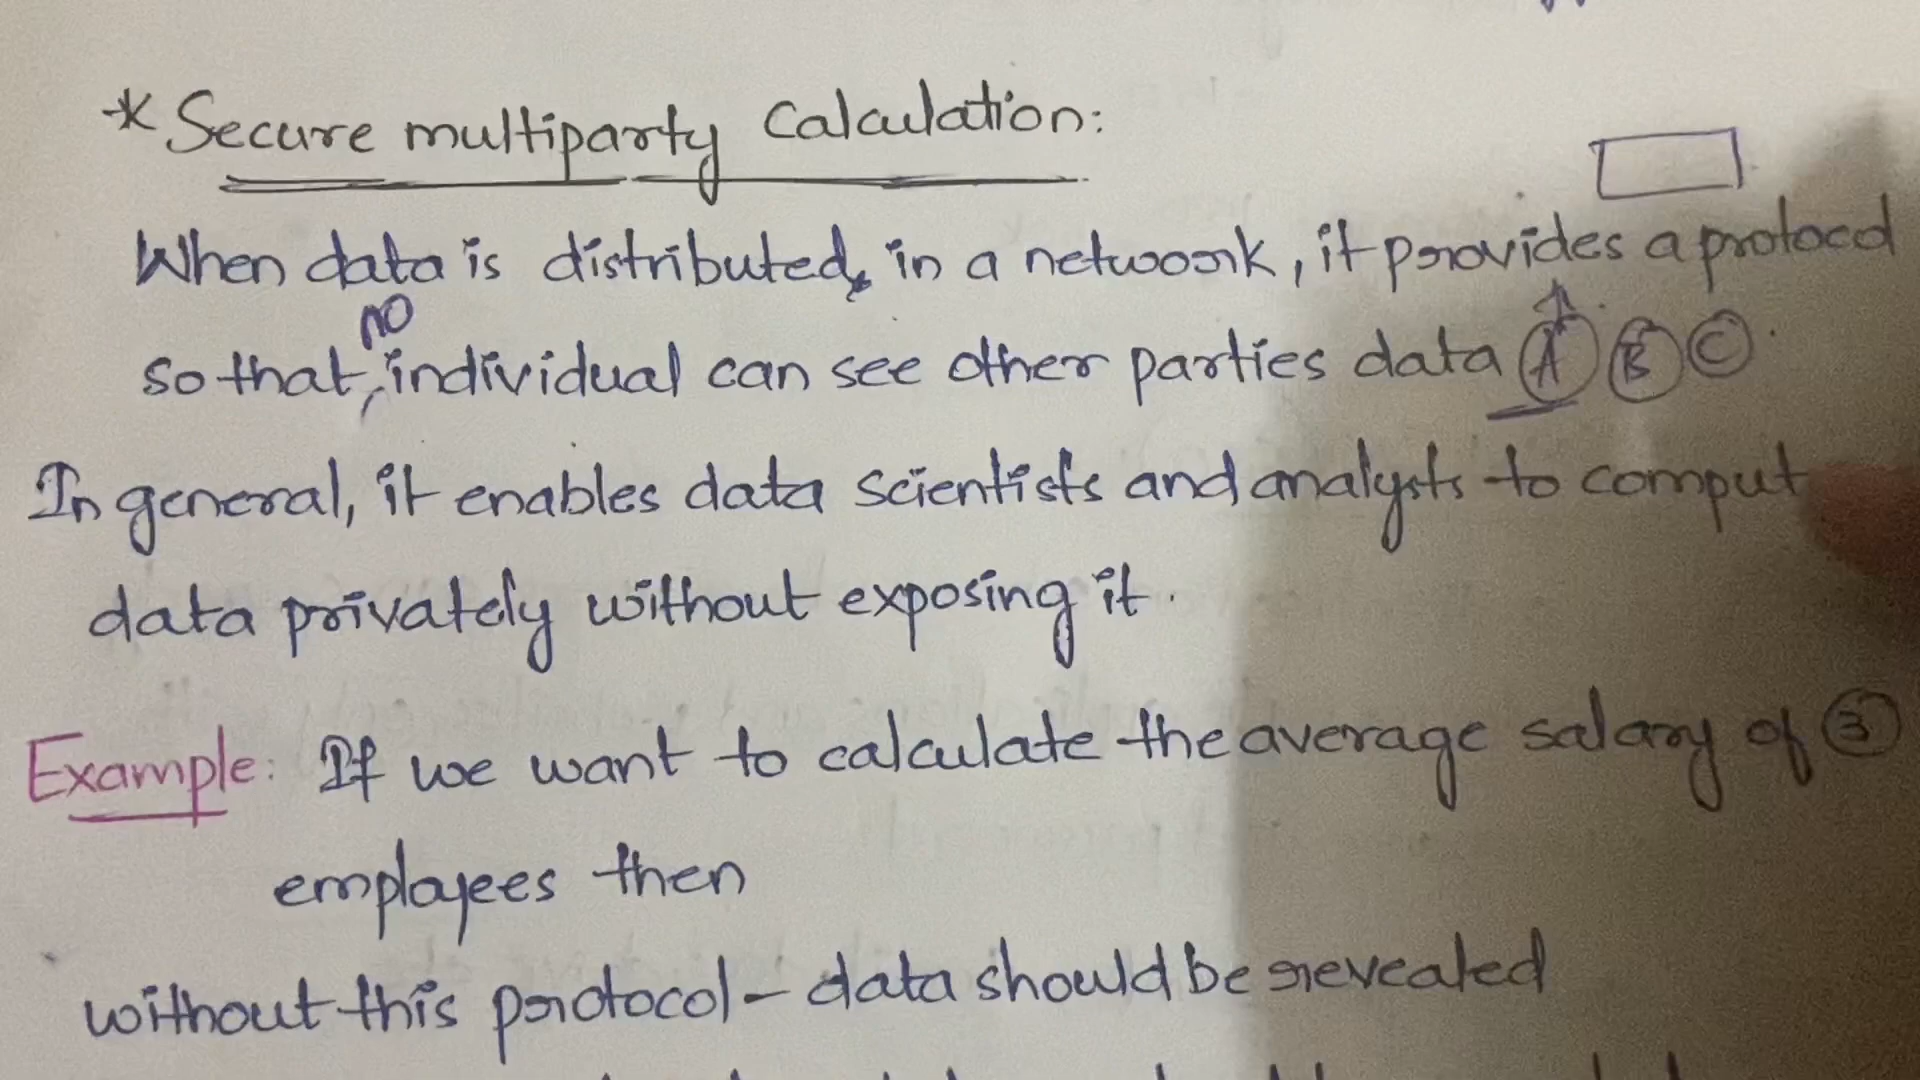 * Secure multiparty Calculation:
When data is distributed in a network, it provides a protocol
so that no individual can see other parties data A B C
In general, it enables data scientists and analysts to comput
data privately without exposing it.
Example: If we want to calculate the average salary of 3
employees then
without this protocol - data should be revealed